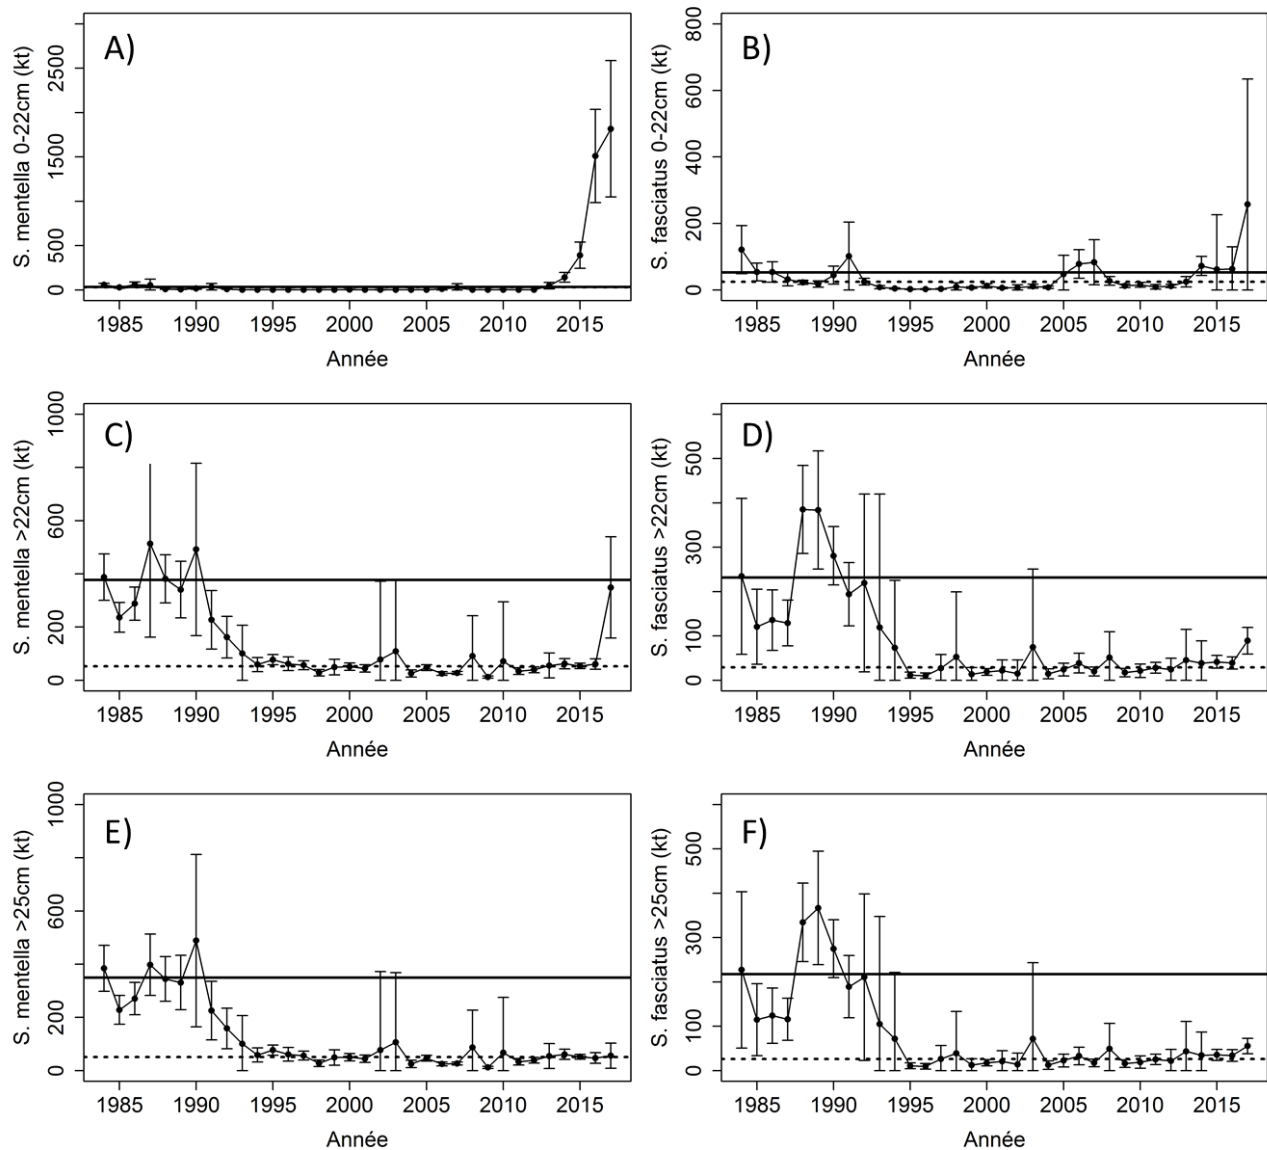 A)
S. mentella 0-22cm (kt)
0 500 1500 2500
1985 1990 1995 2000 2005 2010 2015
Année
B)
S. fasciatus 0-22cm (kt)
0 200 400 600 800
1985 1990 1995 2000 2005 2010 2015
Année
C)
S. mentella >22cm (kt)
0 200 600 1000
1985 1990 1995 2000 2005 2010 2015
Année
D)
S. fasciatus >22cm (kt)
0 100 300 500
1985 1990 1995 2000 2005 2010 2015
Année
E)
S. mentella >25cm (kt)
0 200 600 1000
1985 1990 1995 2000 2005 2010 2015
Année
F)
S. fasciatus >25cm (kt)
0 100 300 500
1985 1990 1995 2000 2005 2010 2015
Année